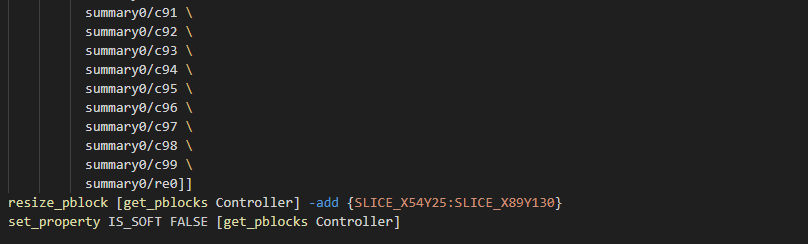 summary0/c91 \
summary0/c92 \
summary0/c93 \
summary0/c94 \
summary0/c95 \
summary0/c96 \
summary0/c97 \
summary0/c98 \
summary0/c99 \
summary0/re0]]
resize_pblock [get_pblocks Controller] -add {SLICE_X54Y25:SLICE_X89Y130}
set_property IS_SOFT FALSE [get_pblocks Controller]